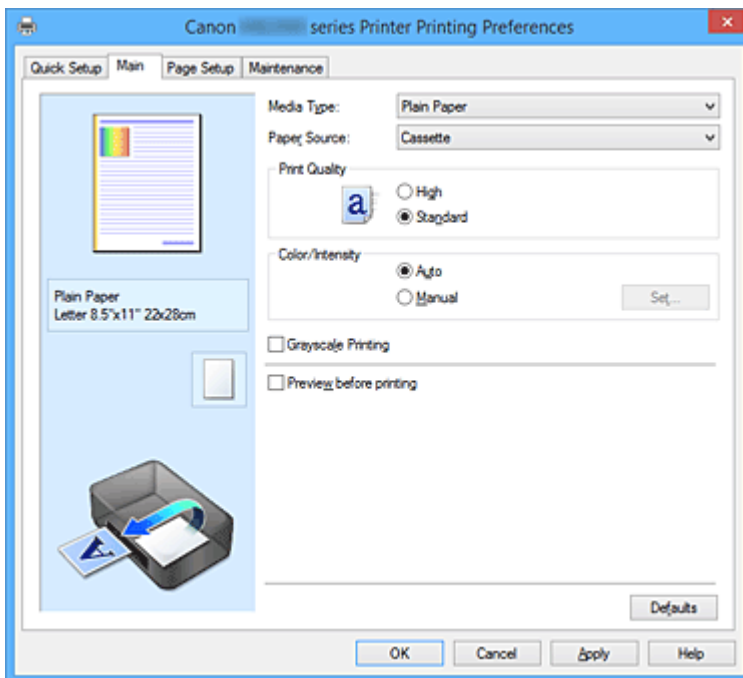 Canon series Printer Printing Preferences
Quick Setup Main Page Setup Maintenance
Media Type: Plain Paper
Paper Source: Cassette
Print Quality
a
High
Standard
Color/Intensity
Auto
Manual
Set...
Plain Paper
Letter 8.5"x11" 22x28cm
Grayscale Printing
Preview before printing
A
Defaults
OK Cancel Apply Help